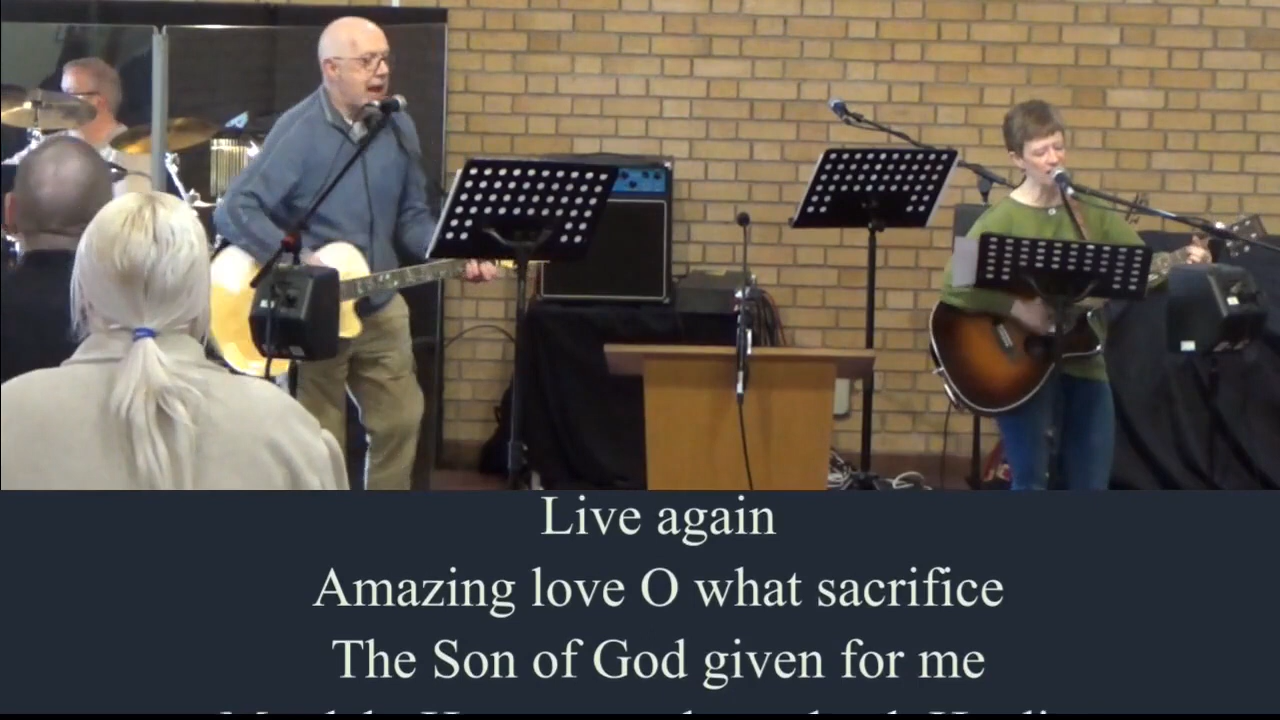 Live again
Amazing love O what sacrifice
The Son of God given for me